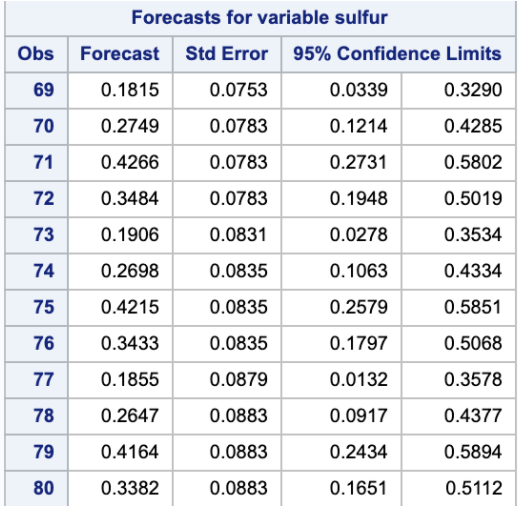 Forecasts for variable sulfur
Obs Forecast Std Error 95% Confidence Limits
69 0.1815 0.0753 0.0339 0.3290
70 0.2749 0.0783 0.1214 0.4285
71 0.4266 0.0783 0.2731 0.5802
72 0.3484 0.0783 0.1948 0.5019
73 0.1906 0.0831 0.0278 0.3534
74 0.2698 0.0835 0.1063 0.4334
75 0.4215 0.0835 0.2579 0.5851
76 0.3433 0.0835 0.1797 0.5068
77 0.1855 0.0879 0.0132 0.3578
78 0.2647 0.0883 0.0917 0.4377
79 0.4164 0.0883 0.2434 0.5894
80 0.3382 0.0883 0.1651 0.5112